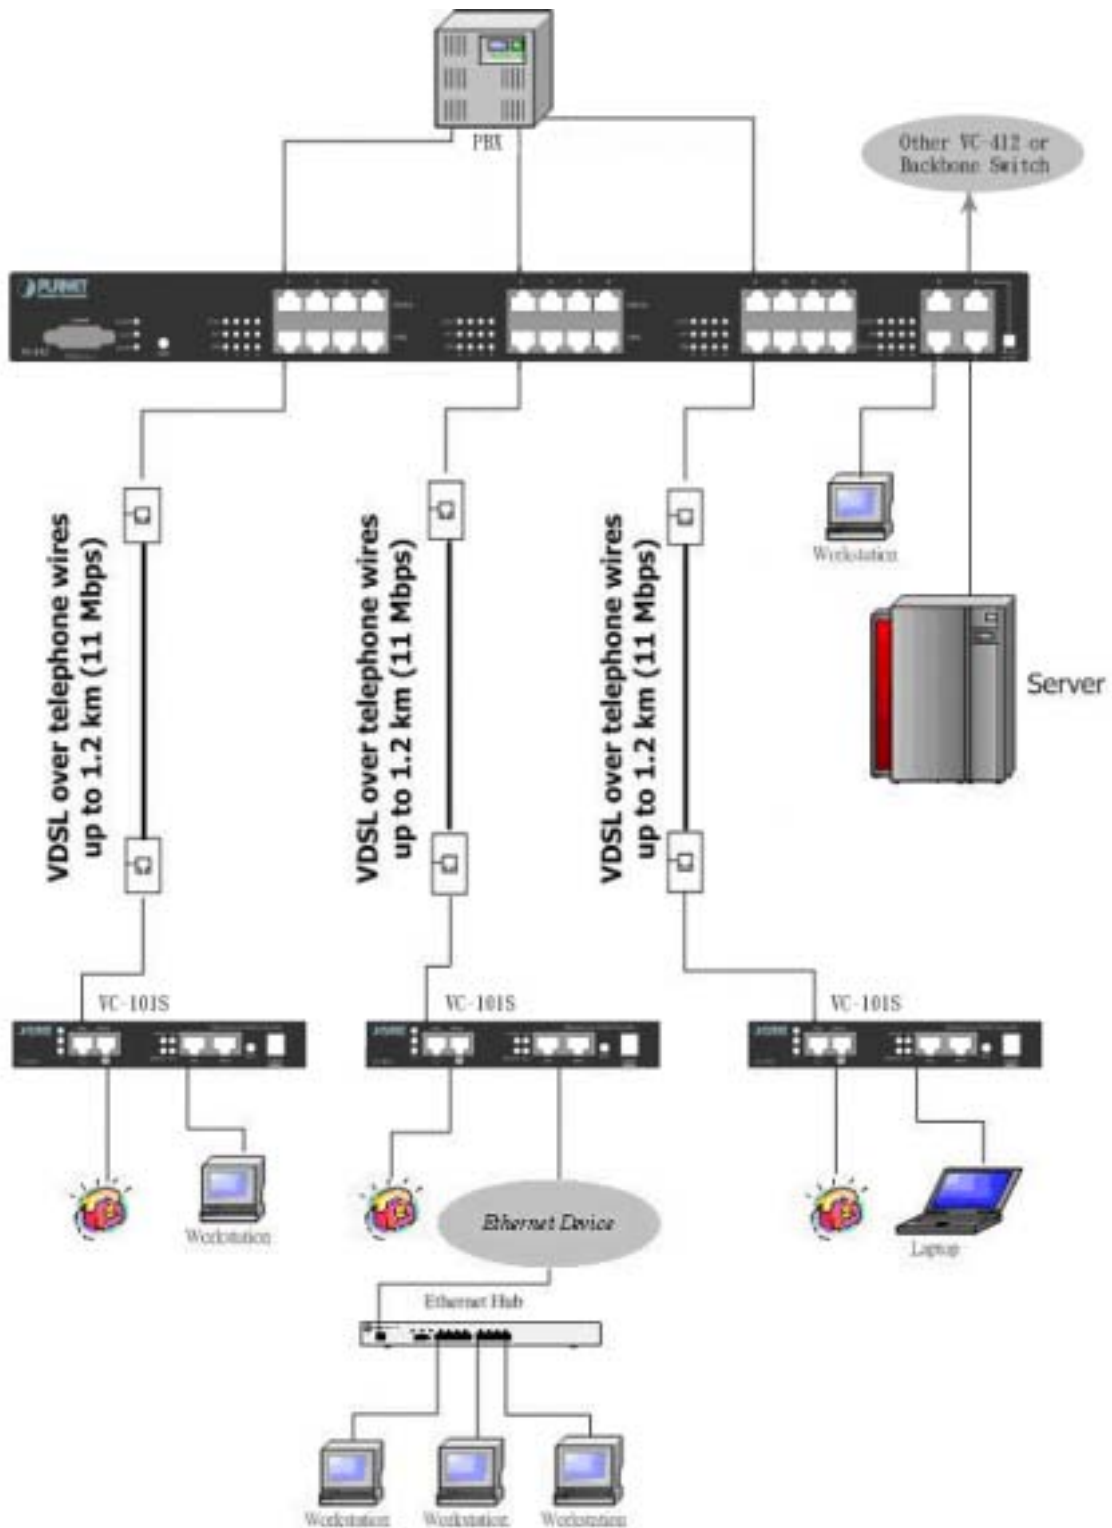 PBX
Other VC-412 or
Backbone Switch
PLANET
Workstation
VDSL over telephone wires
up to 1.2 km (11 Mbps)
VDSL over telephone wires
up to 1.2 km (11 Mbps)
VDSL over telephone wires
up to 1.2 km (11 Mbps)
Server
VC-101S
VC-101S
VC-101S
Workstation
Ethernet Device
Laptop
Ethernet Hub
Workstation
Workstation
Workstation